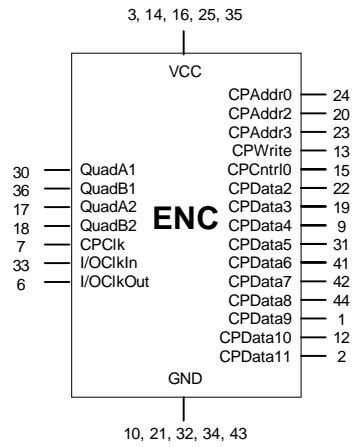 3, 14, 16, 25, 35
VCC
CPAddr0 24
CPAddr2 20
CPAddr3 23
CPWrite 13
30 QuadA1 CPCntrl0 15
36 QuadB1 CPData2 22
17 QuadA2 CPData3 19
18 QuadB2 ENC CPData4 9
7 CPClk CPData5 31
33 I/OClkIn CPData6 41
6 I/OClkOut CPData7 42
CPData8 44
CPData9 1
CPData10 12
CPData11 2
GND
10, 21, 32, 34, 43